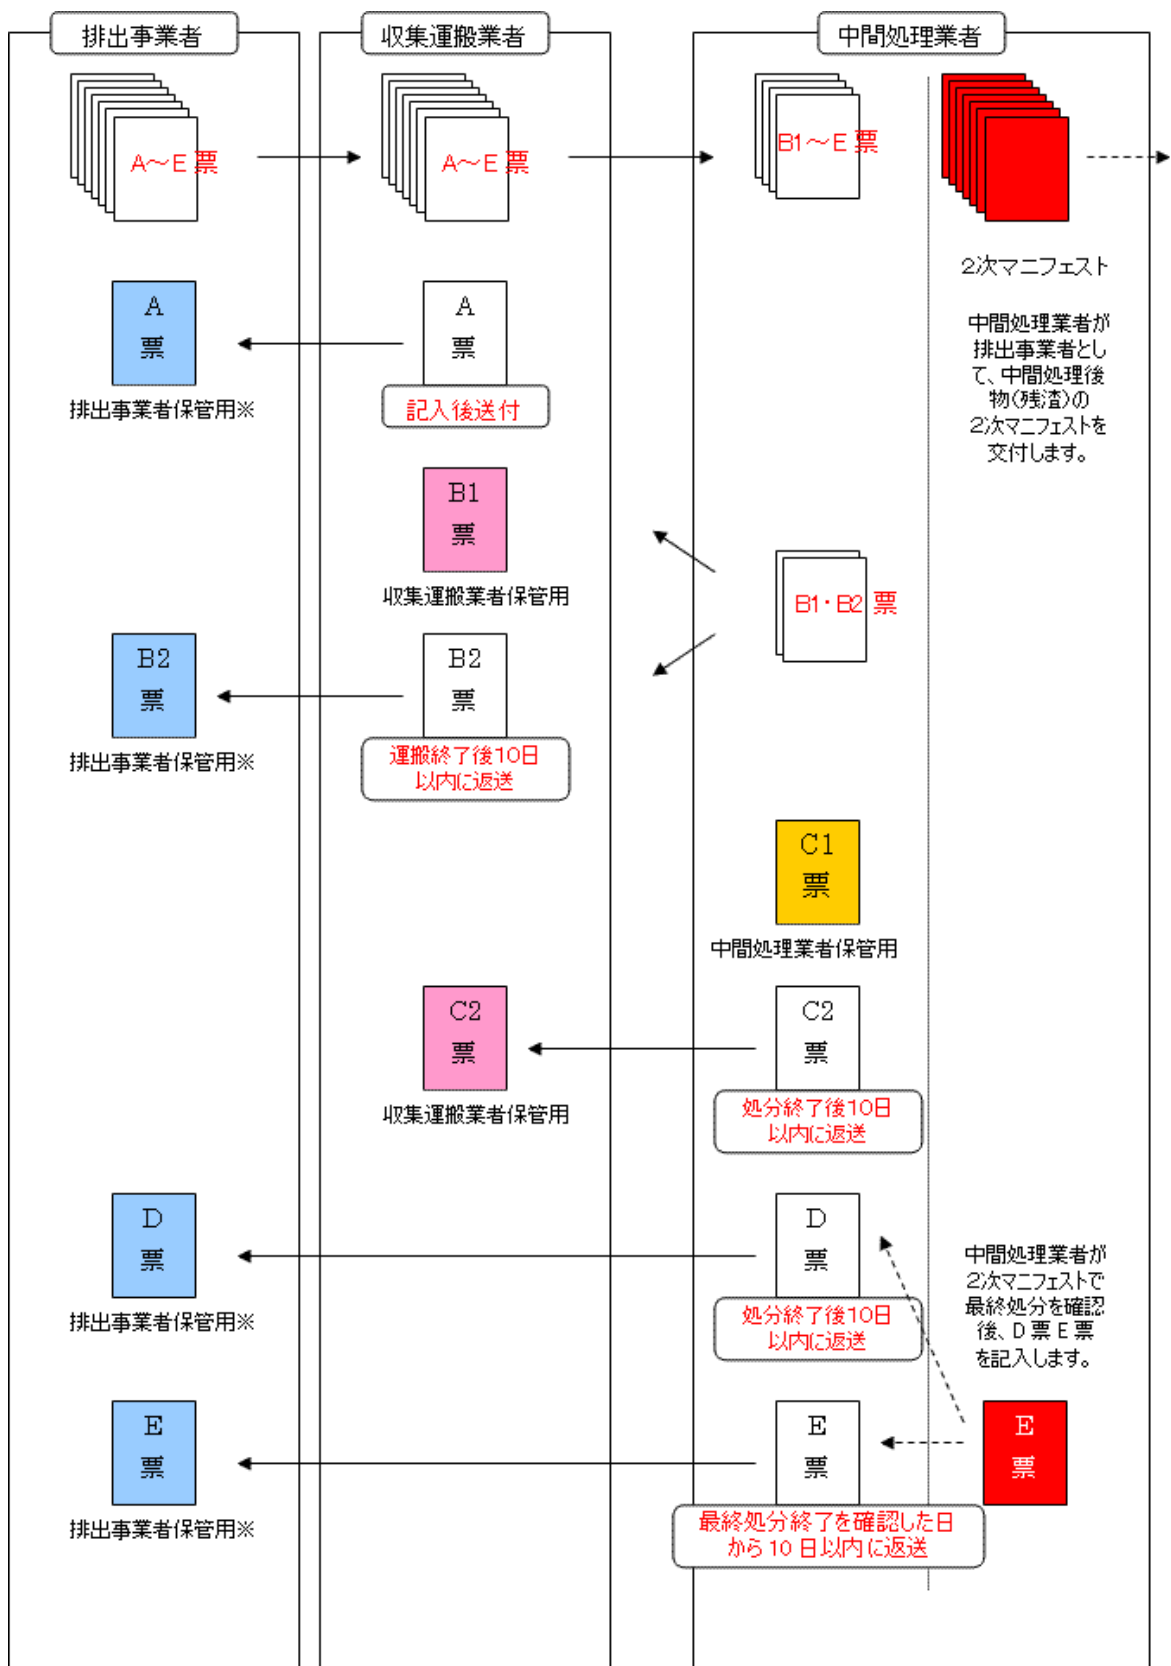 排出事業者
収集運搬業者
中間処理業者
A～E 票
A～E 票
B1～E 票
2次マニフェスト
中間処理業者が
排出事業者とし
て、中間処理後
物(残渣)の
2次マニフェストを
交付します。
A
票
排出事業者保管用※
A
票
記入後送付
B1
票
収集運搬業者保管用
B1・B2 票
B2
票
排出事業者保管用※
B2
票
運搬終了後10日
以内に返送
C1
票
中間処理業者保管用
C2
票
収集運搬業者保管用
C2
票
処分終了後10日
以内に返送
D
票
排出事業者保管用※
D
票
処分終了後10日
以内に返送
中間処理業者が
2次マニフェストで
最終処分を確認
後、D 票 E 票
を記入します。
E
票
排出事業者保管用※
E
票
最終処分終了を確認した日
から 10 日以内に返送
E
票